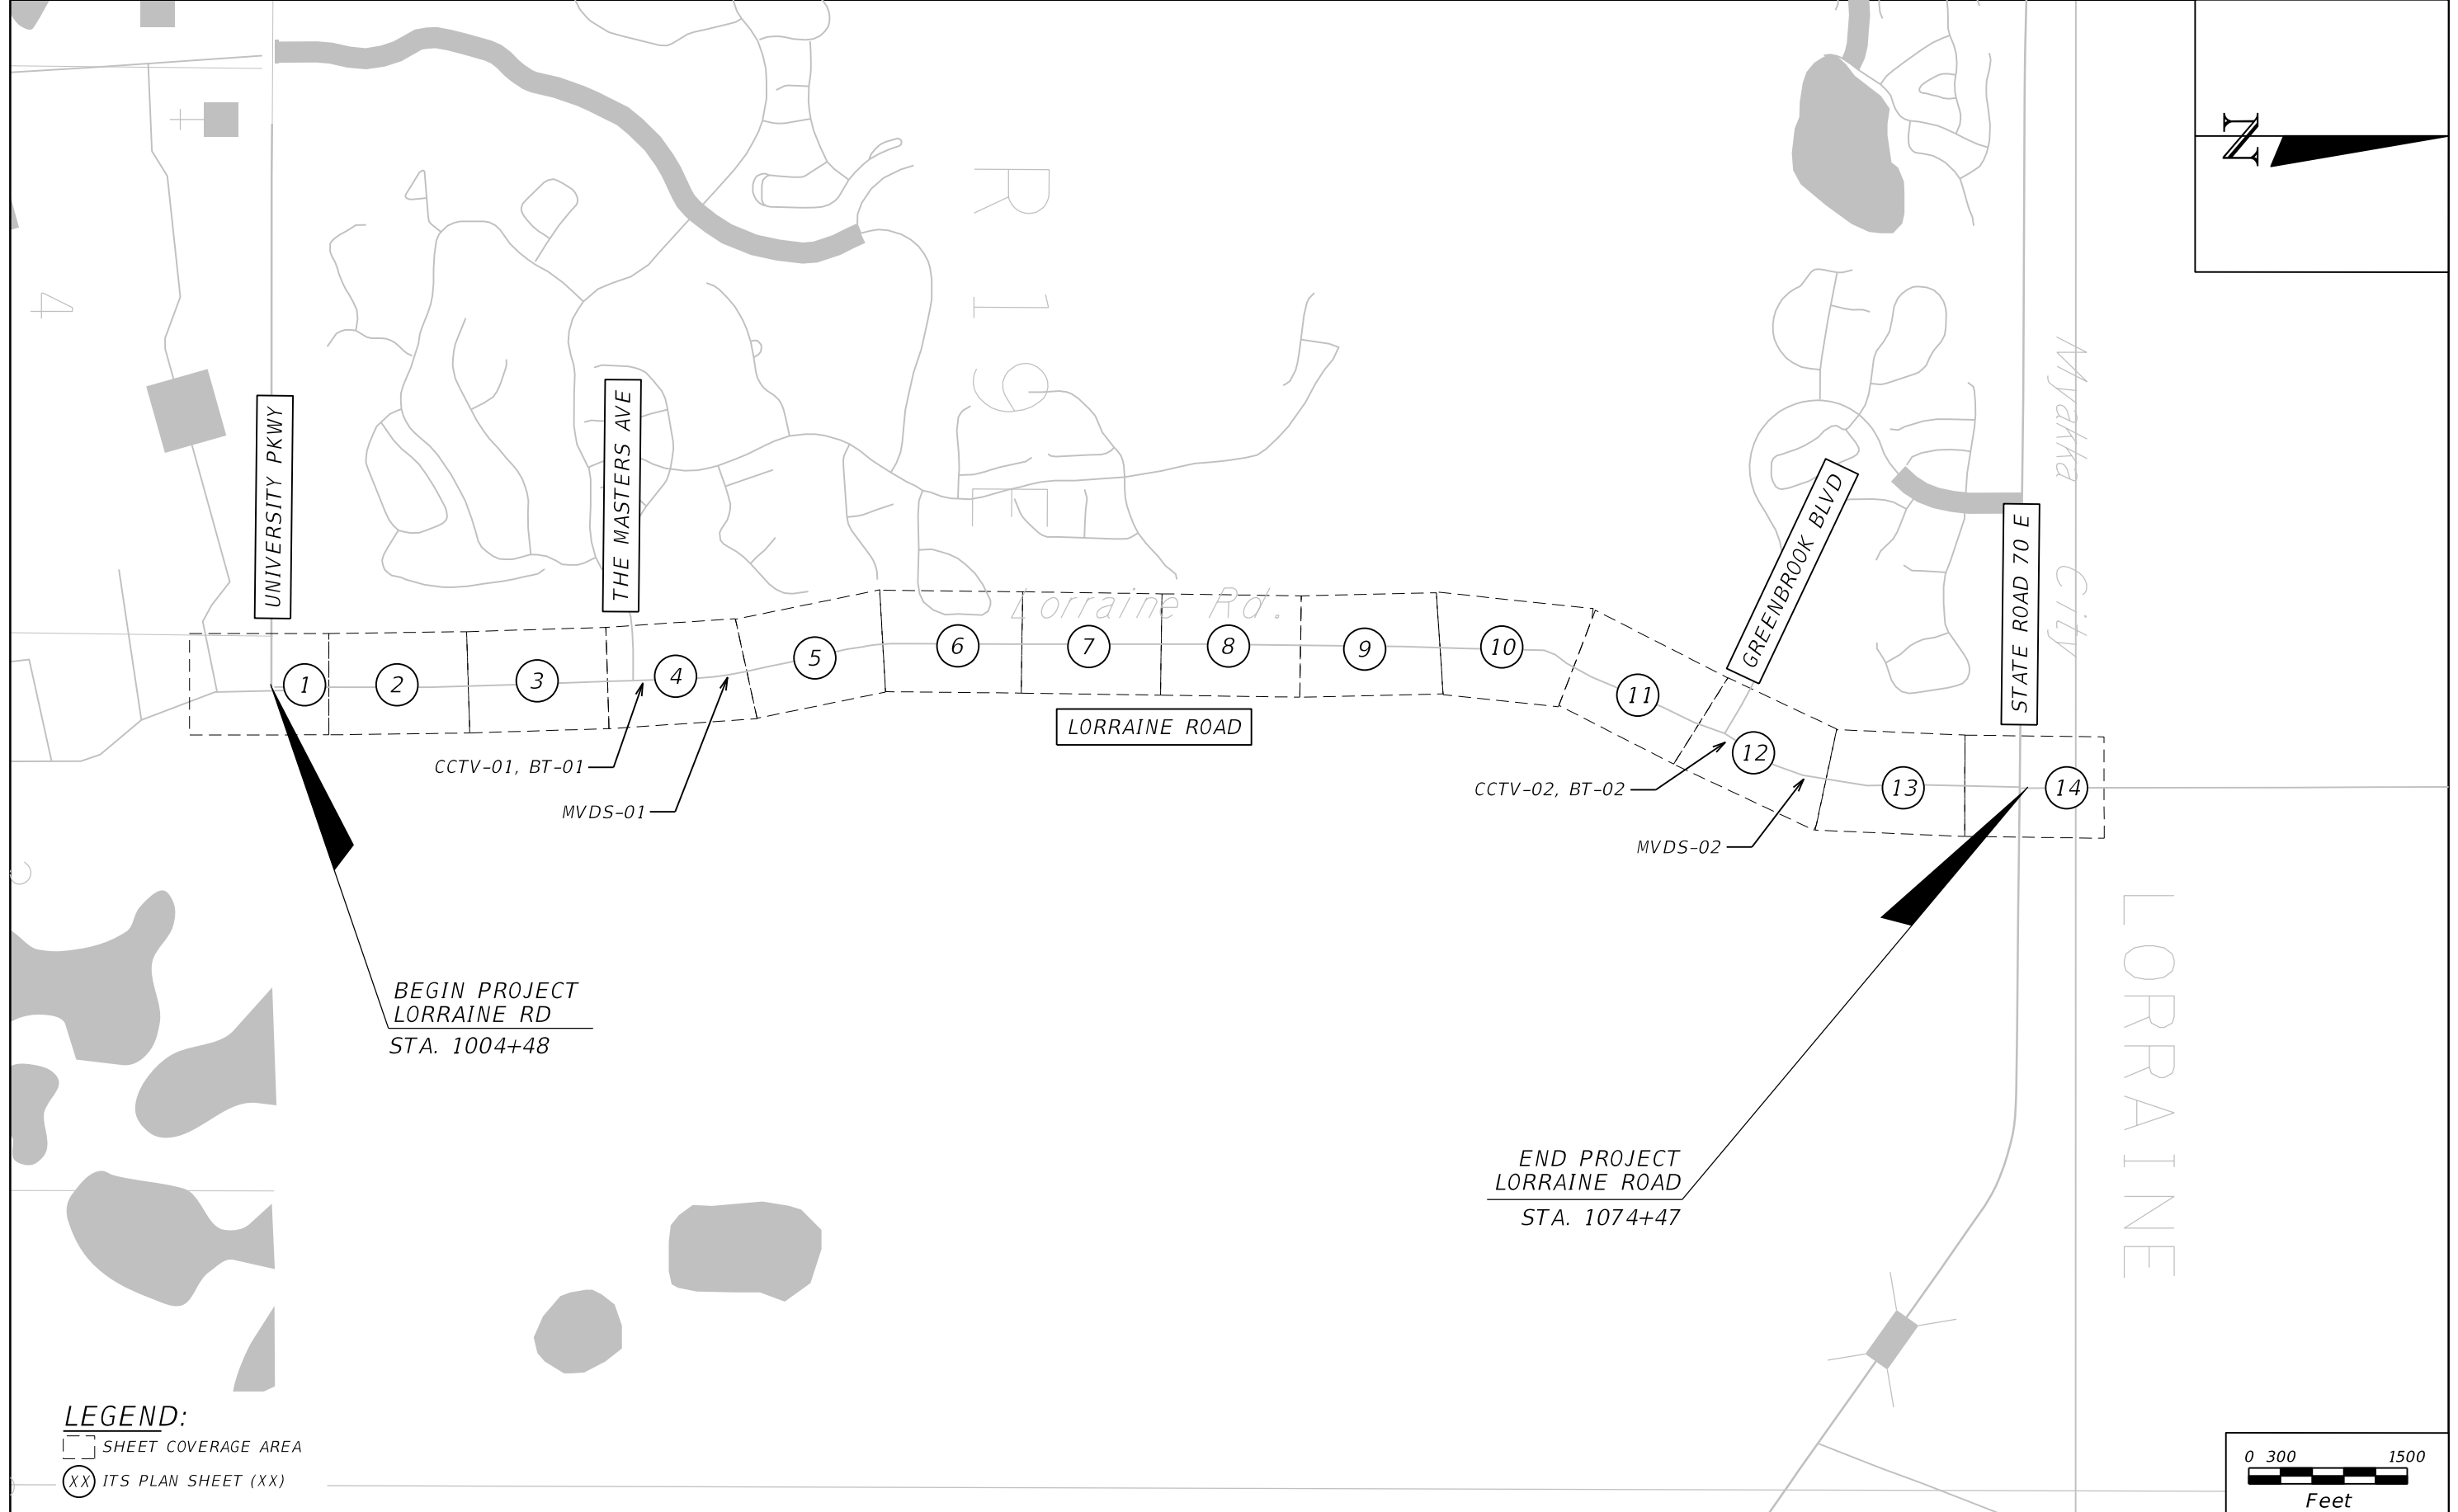 N
R 19 E
4
Myakka City
UNIVERSITY PKWY
THE MASTERS AVE
GREENBROOK BLVD
STATE ROAD 70 E
Lorraine Rd.
1
2
3
4
5
6
7
8
9
10
11
12
13
14
LORRAINE ROAD
CCTV-01, BT-01
MVDS-01
CCTV-02, BT-02
MVDS-02
LORRAINE
BEGIN PROJECT
LORRAINE RD
STA. 1004+48
END PROJECT
LORRAINE ROAD
STA. 1074+47
LEGEND:
SHEET COVERAGE AREA
XX ITS PLAN SHEET (XX)
0 300 1500
Feet